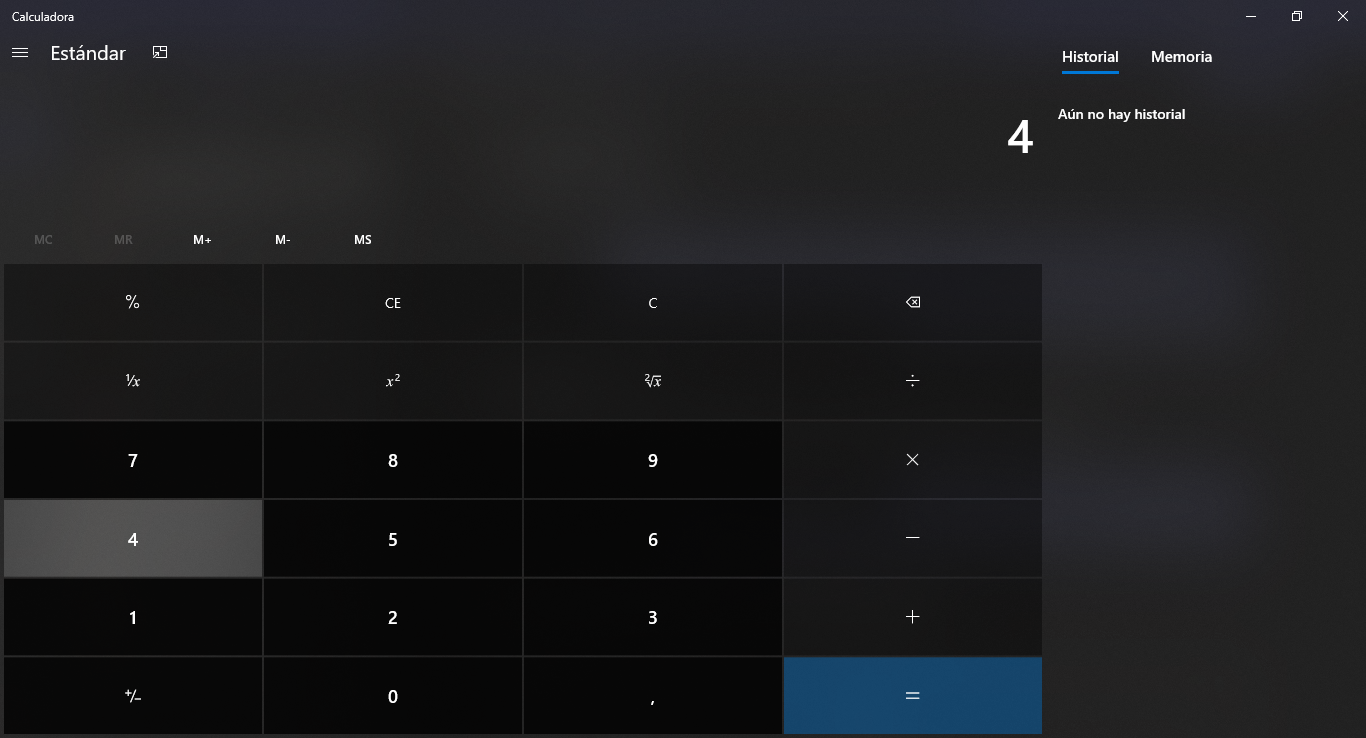 Calculadora
Estándar
Historial Memoria
Aún no hay historial
4
MC MR M+ M- MS
% CE C
¹/x x² ²√x ÷
7 8 9 ×
4 5 6 −
1 2 3 +
+/− 0 , =